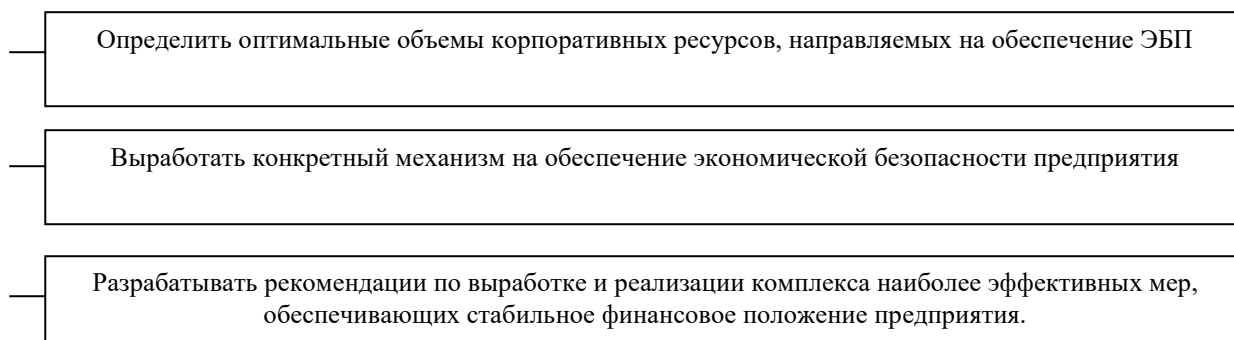 Определить оптимальные объемы корпоративных ресурсов, направляемых на обеспечение ЭБП
Выработать конкретный механизм на обеспечение экономической безопасности предприятия
Разрабатывать рекомендации по выработке и реализации комплекса наиболее эффективных мер,
обеспечивающих стабильное финансовое положение предприятия.